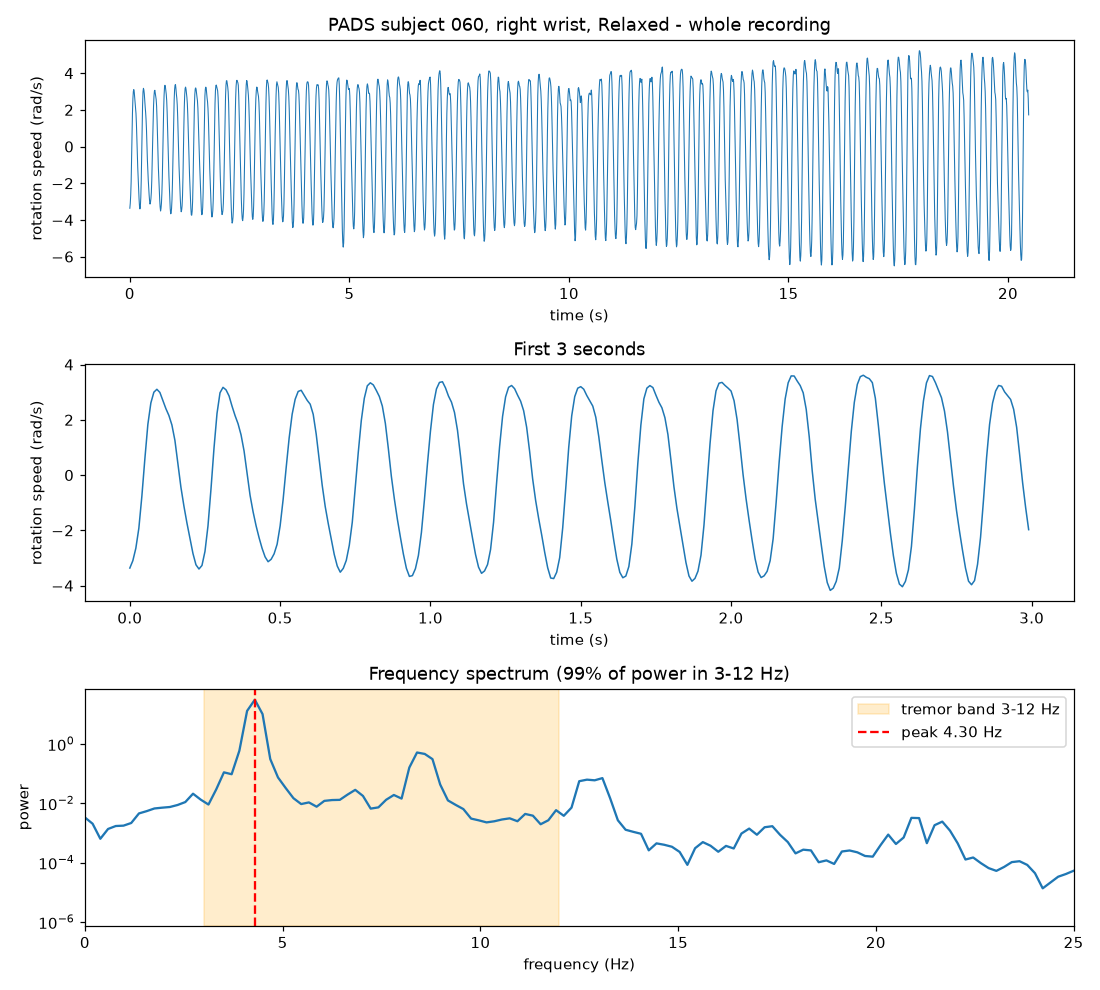 PADS subject 060, right wrist, Relaxed - whole recording
4
2
0
−2
−4
−6
rotation speed (rad/s)
0 5 10 15 20
time (s)
First 3 seconds
4
2
0
−2
−4
rotation speed (rad/s)
0.0 0.5 1.0 1.5 2.0 2.5 3.0
time (s)
Frequency spectrum (99% of power in 3-12 Hz)
tremor band 3-12 Hz
peak 4.30 Hz
10⁰
10⁻²
10⁻⁴
10⁻⁶
power
0 5 10 15 20 25
frequency (Hz)